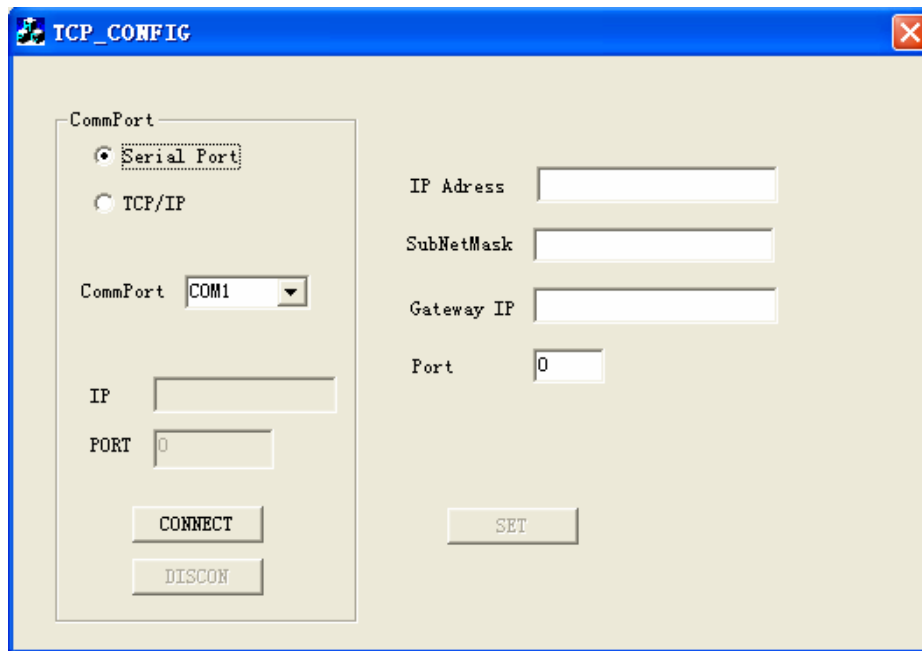 TCP_CONFIG
CommPort
Serial Port
TCP/IP
CommPort COM1
IP
PORT 0
CONNECT
DISCON
IP Adress
SubNetMask
Gateway IP
Port 0
SET